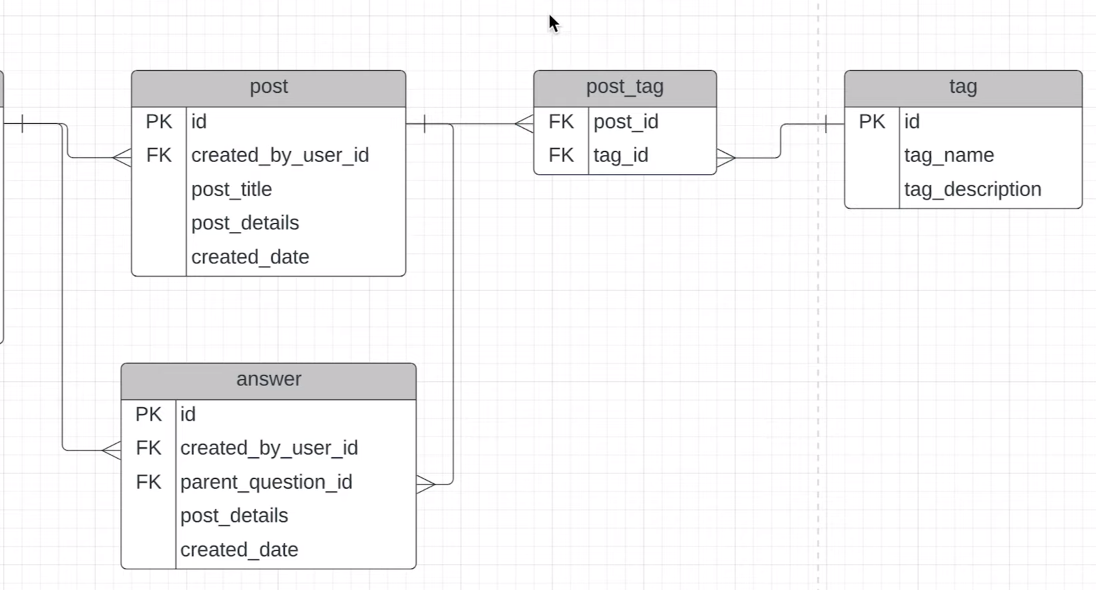 post
PK id
FK created_by_user_id
post_title
post_details
created_date
post_tag
FK post_id
FK tag_id
tag
PK id
tag_name
tag_description
answer
PK id
FK created_by_user_id
FK parent_question_id
post_details
created_date